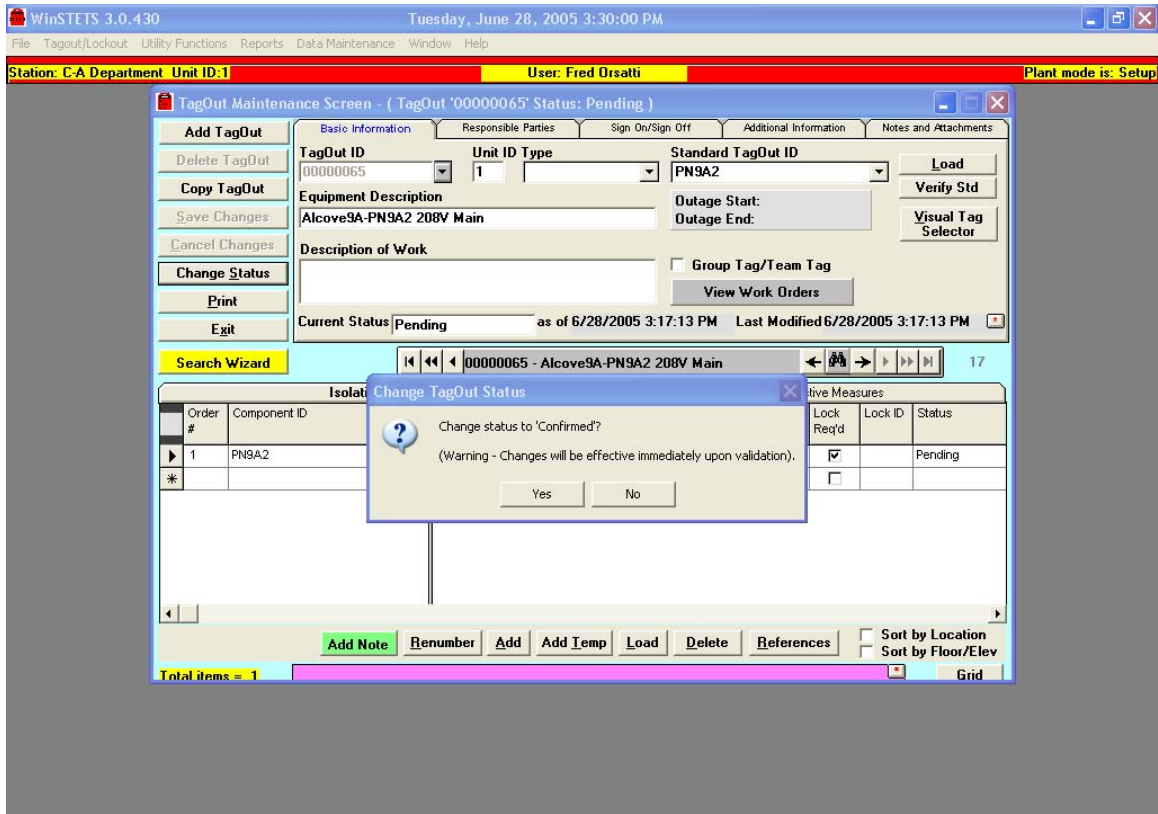 WinSTETS 3.0.430 Tuesday, June 28, 2005 3:30:00 PM
File Tagout/Lockout Utility Functions Reports Data Maintenance Window Help
Station: C-A Department Unit ID:1 User: Fred Orsatti Plant mode is: Setup
TagOut Maintenance Screen - ( TagOut '00000065' Status: Pending )
Add TagOut
Delete TagOut
Copy TagOut
Save Changes
Cancel Changes
Change Status
Print
Exit
Search Wizard
Basic Information Responsible Parties Sign On/Sign Off Additional Information Notes and Attachments
TagOut ID Unit ID Type Standard TagOut ID
00000065 1 PN9A2 Load
Verify Std
Equipment Description Outage Start:
Alcove9A-PN9A2 208V Main Outage End: Visual Tag
Selector
Description of Work
Group Tag/Team Tag
View Work Orders
Current Status Pending as of 6/28/2005 3:17:13 PM Last Modified 6/28/2005 3:17:13 PM *
00000065 - Alcove9A-PN9A2 208V Main 17
Isolati tive Measures
Order Component ID Lock Lock ID Status
# Req'd
1 PN9A2 Pending
*
Change TagOut Status
Change status to 'Confirmed'?
(Warning - Changes will be effective immediately upon validation).
Yes No
Add Note Renumber Add Add Temp Load Delete References Sort by Location
Sort by Floor/Elev
Total items = 1 * Grid